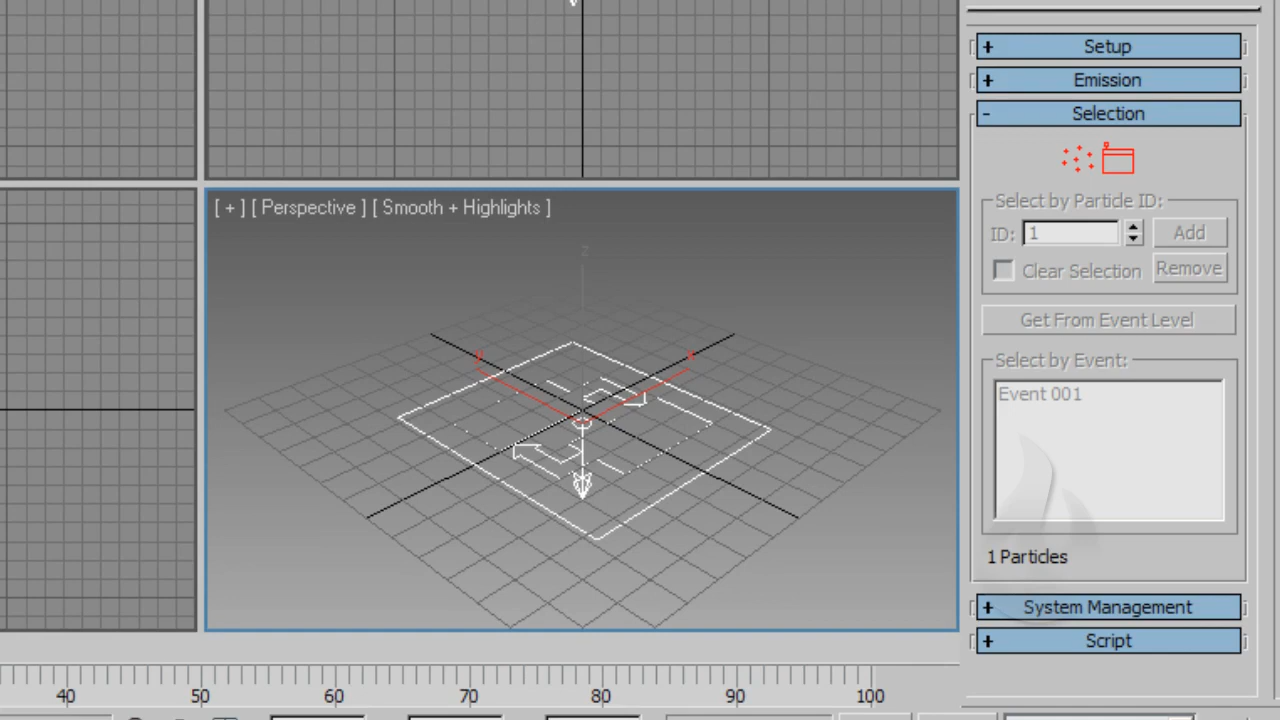 Setup
Emission
Selection
[ + ] [ Perspective ] [ Smooth + Highlights ]
Select by Particle ID:
ID: 1
Add
Clear Selection
Remove
z
Get From Event Level
y
x
Select by Event:
Event 001
1 Particles
System Management
Script
40 50 60 70 80 90 100